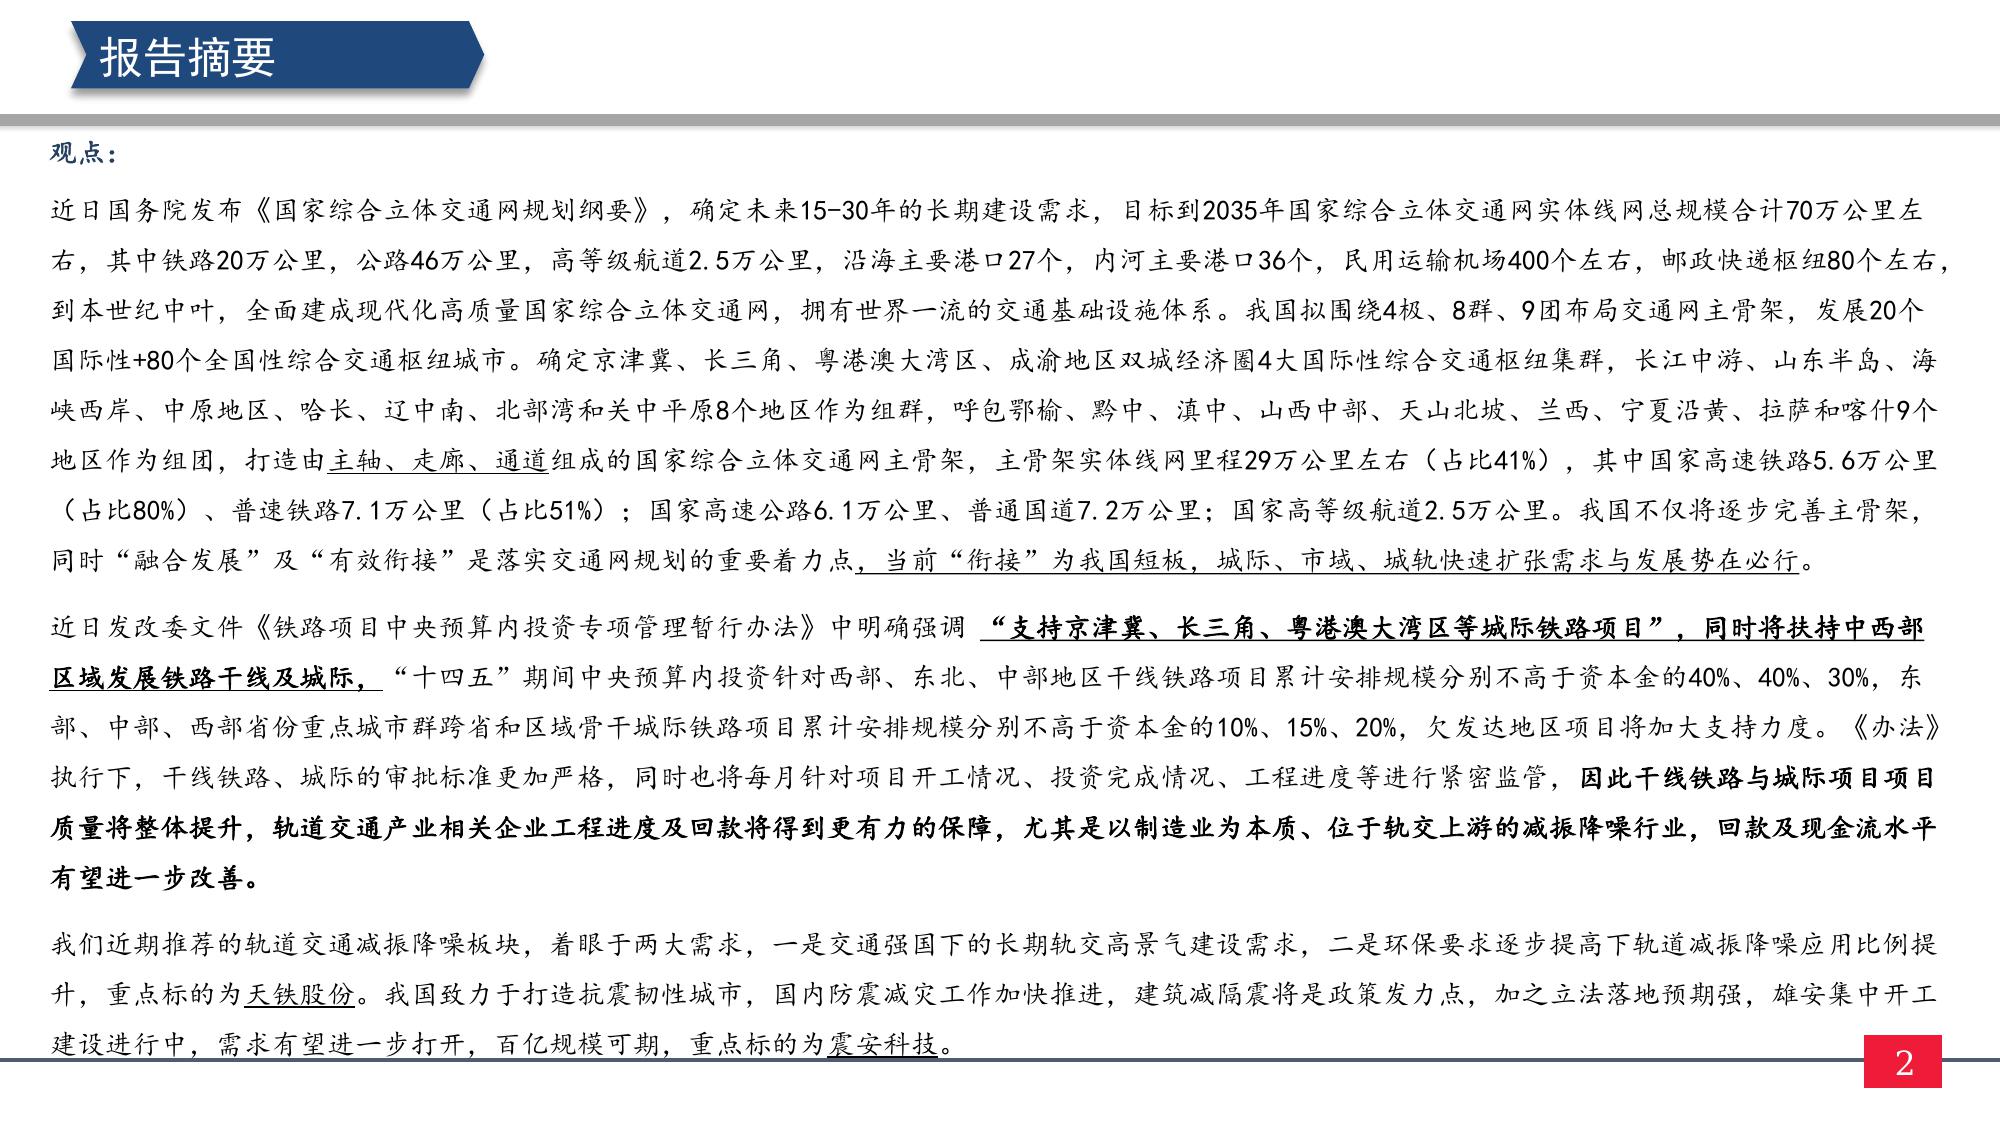 报告摘要
观点：
近日国务院发布《国家综合立体交通网规划纲要》，确定未来15-30年的长期建设需求，目标到2035年国家综合立体交通网实体线网总规模合计70万公里左
右，其中铁路20万公里，公路46万公里，高等级航道2.5万公里，沿海主要港口27个，内河主要港口36个，民用运输机场400个左右，邮政快递枢纽80个左右，
到本世纪中叶，全面建成现代化高质量国家综合立体交通网，拥有世界一流的交通基础设施体系。我国拟围绕4极、8群、9团布局交通网主骨架，发展20个
国际性+80个全国性综合交通枢纽城市。确定京津冀、长三角、粤港澳大湾区、成渝地区双城经济圈4大国际性综合交通枢纽集群，长江中游、山东半岛、海
峡西岸、中原地区、哈长、辽中南、北部湾和关中平原8个地区作为组群，呼包鄂榆、黔中、滇中、山西中部、天山北坡、兰西、宁夏沿黄、拉萨和喀什9个
地区作为组团，打造由主轴、走廊、通道组成的国家综合立体交通网主骨架，主骨架实体线网里程29万公里左右（占比41%），其中国家高速铁路5.6万公里
（占比80%）、普速铁路7.1万公里（占比51%）；国家高速公路6.1万公里、普通国道7.2万公里；国家高等级航道2.5万公里。我国不仅将逐步完善主骨架，
同时“融合发展”及“有效衔接”是落实交通网规划的重要着力点，当前“衔接”为我国短板，城际、市域、城轨快速扩张需求与发展势在必行。
近日发改委文件《铁路项目中央预算内投资专项管理暂行办法》中明确强调 “支持京津冀、长三角、粤港澳大湾区等城际铁路项目”，同时将扶持中西部
区域发展铁路干线及城际，“十四五”期间中央预算内投资针对西部、东北、中部地区干线铁路项目累计安排规模分别不高于资本金的40%、40%、30%，东
部、中部、西部省份重点城市群跨省和区域骨干城际铁路项目累计安排规模分别不高于资本金的10%、15%、20%，欠发达地区项目将加大支持力度。《办法》
执行下，干线铁路、城际的审批标准更加严格，同时也将每月针对项目开工情况、投资完成情况、工程进度等进行紧密监管，因此干线铁路与城际项目项目
质量将整体提升，轨道交通产业相关企业工程进度及回款将得到更有力的保障，尤其是以制造业为本质、位于轨交上游的减振降噪行业，回款及现金流水平
有望进一步改善。
我们近期推荐的轨道交通减振降噪板块，着眼于两大需求，一是交通强国下的长期轨交高景气建设需求，二是环保要求逐步提高下轨道减振降噪应用比例提
升，重点标的为天铁股份。我国致力于打造抗震韧性城市，国内防震减灾工作加快推进，建筑减隔震将是政策发力点，加之立法落地预期强，雄安集中开工
建设进行中，需求有望进一步打开，百亿规模可期，重点标的为震安科技。
2